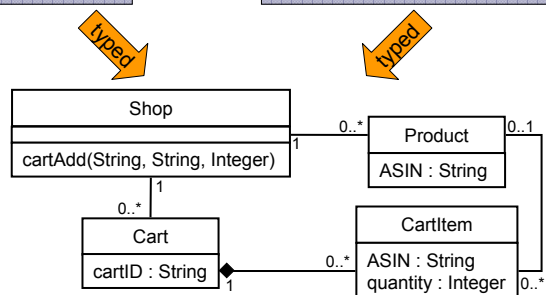 typed
typed
Shop
cartAdd(String, String, Integer)
1
0..*
Product
ASIN : String
0..1
1
0..*
Cart
cartID : String
1
0..*
CartItem
ASIN : String
quantity : Integer
0..*